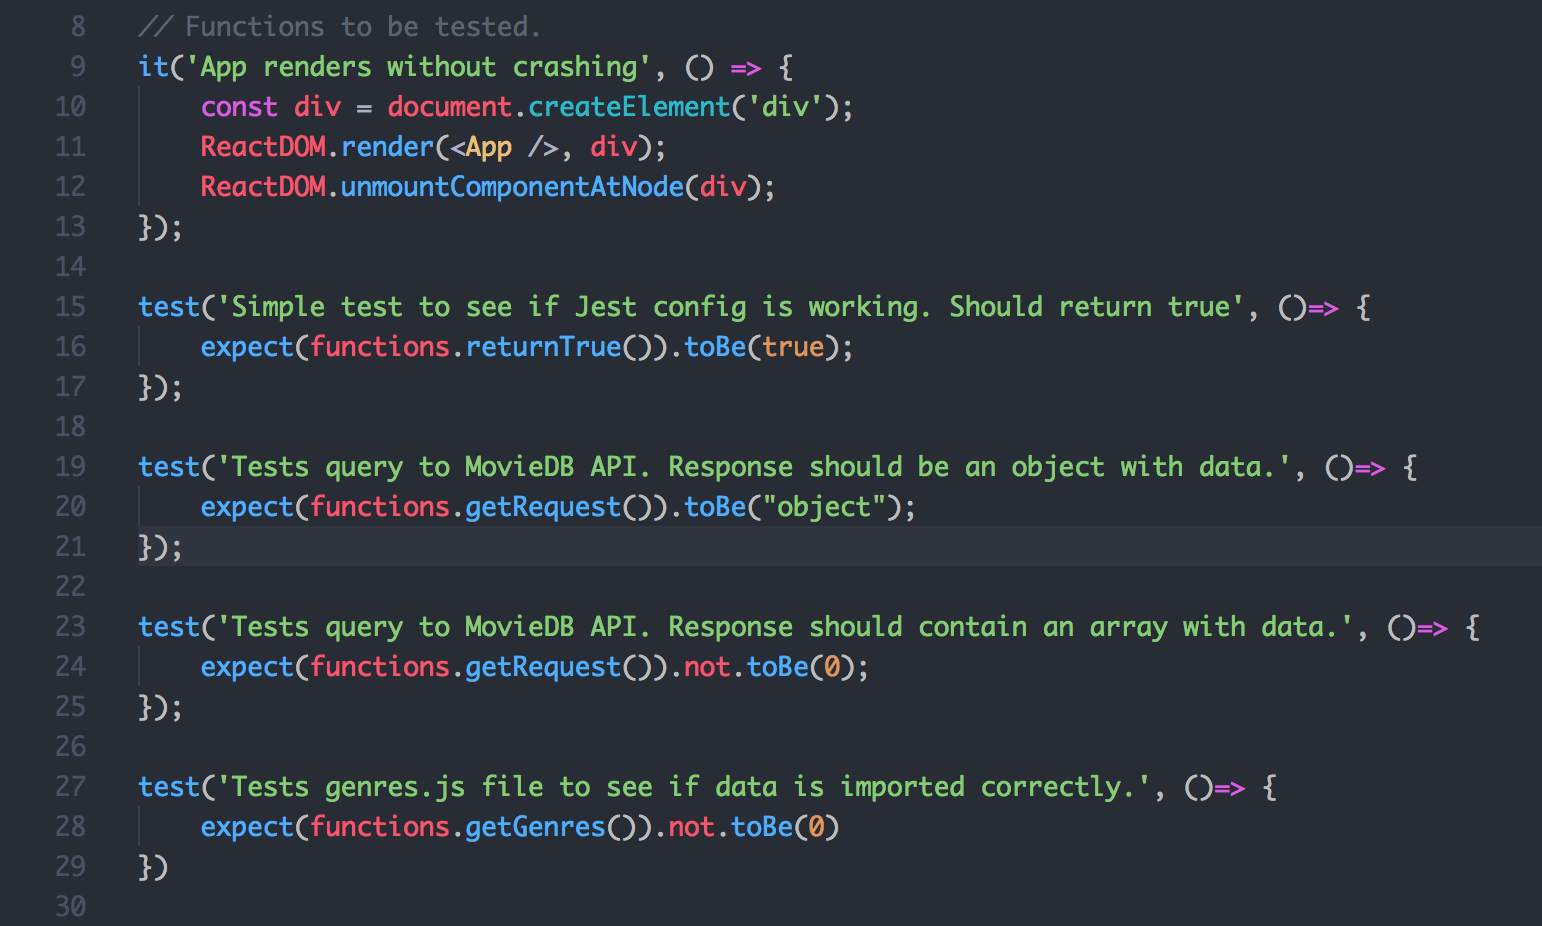 8 // Functions to be tested.
9 it('App renders without crashing', () => {
10     const div = document.createElement('div');
11     ReactDOM.render(<App />, div);
12     ReactDOM.unmountComponentAtNode(div);
13 });
14
15 test('Simple test to see if Jest config is working. Should return true', ()=> {
16     expect(functions.returnTrue()).toBe(true);
17 });
18
19 test('Tests query to MovieDB API. Response should be an object with data.', ()=> {
20     expect(functions.getRequest()).toBe("object");
21 });
22
23 test('Tests query to MovieDB API. Response should contain an array with data.', ()=> {
24     expect(functions.getRequest()).not.toBe(0);
25 });
26
27 test('Tests genres.js file to see if data is imported correctly.', ()=> {
28     expect(functions.getGenres()).not.toBe(0)
29 })
30